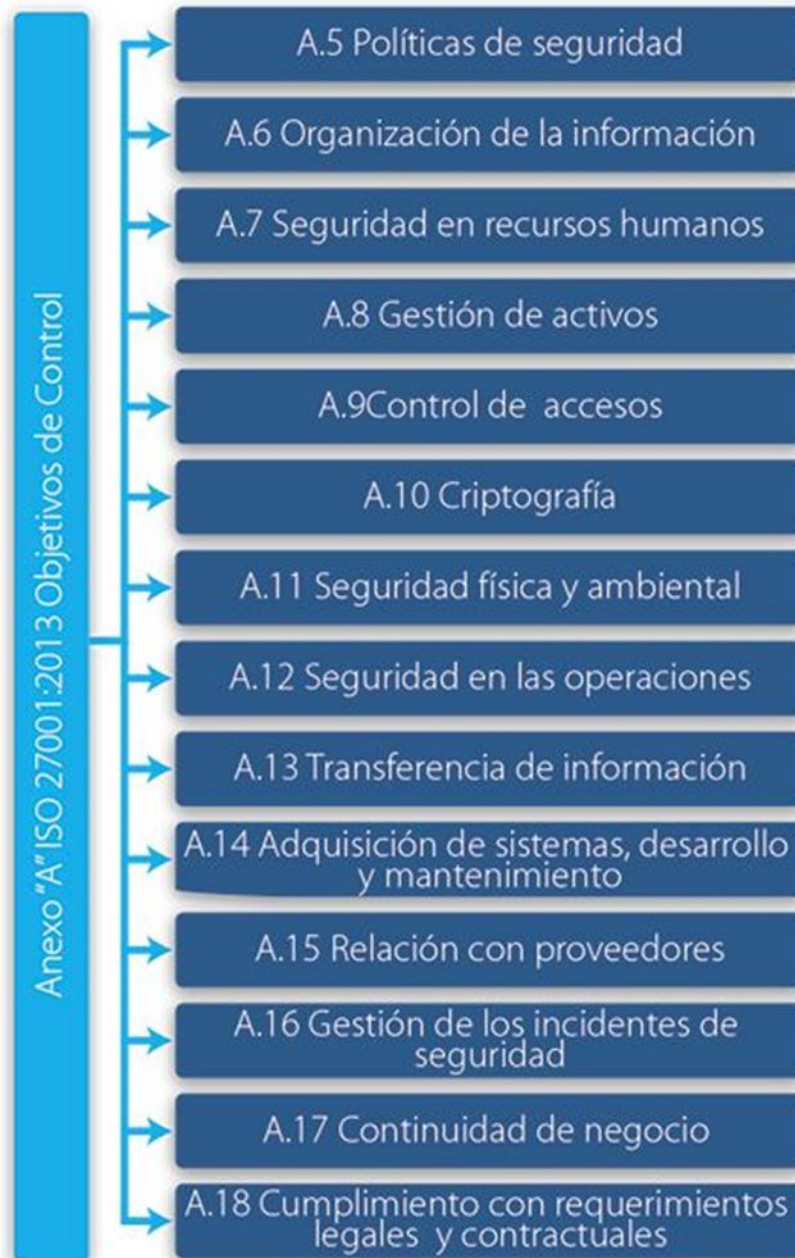 Anexo "A" ISO 27001:2013 Objetivos de Control
A.5 Políticas de seguridad
A.6 Organización de la información
A.7 Seguridad en recursos humanos
A.8 Gestión de activos
A.9Control de accesos
A.10 Criptografía
A.11 Seguridad física y ambiental
A.12 Seguridad en las operaciones
A.13 Transferencia de información
A.14 Adquisición de sistemas, desarrollo
y mantenimiento
A.15 Relación con proveedores
A.16 Gestión de los incidentes de
seguridad
A.17 Continuidad de negocio
A.18 Cumplimiento con requerimientos
legales y contractuales